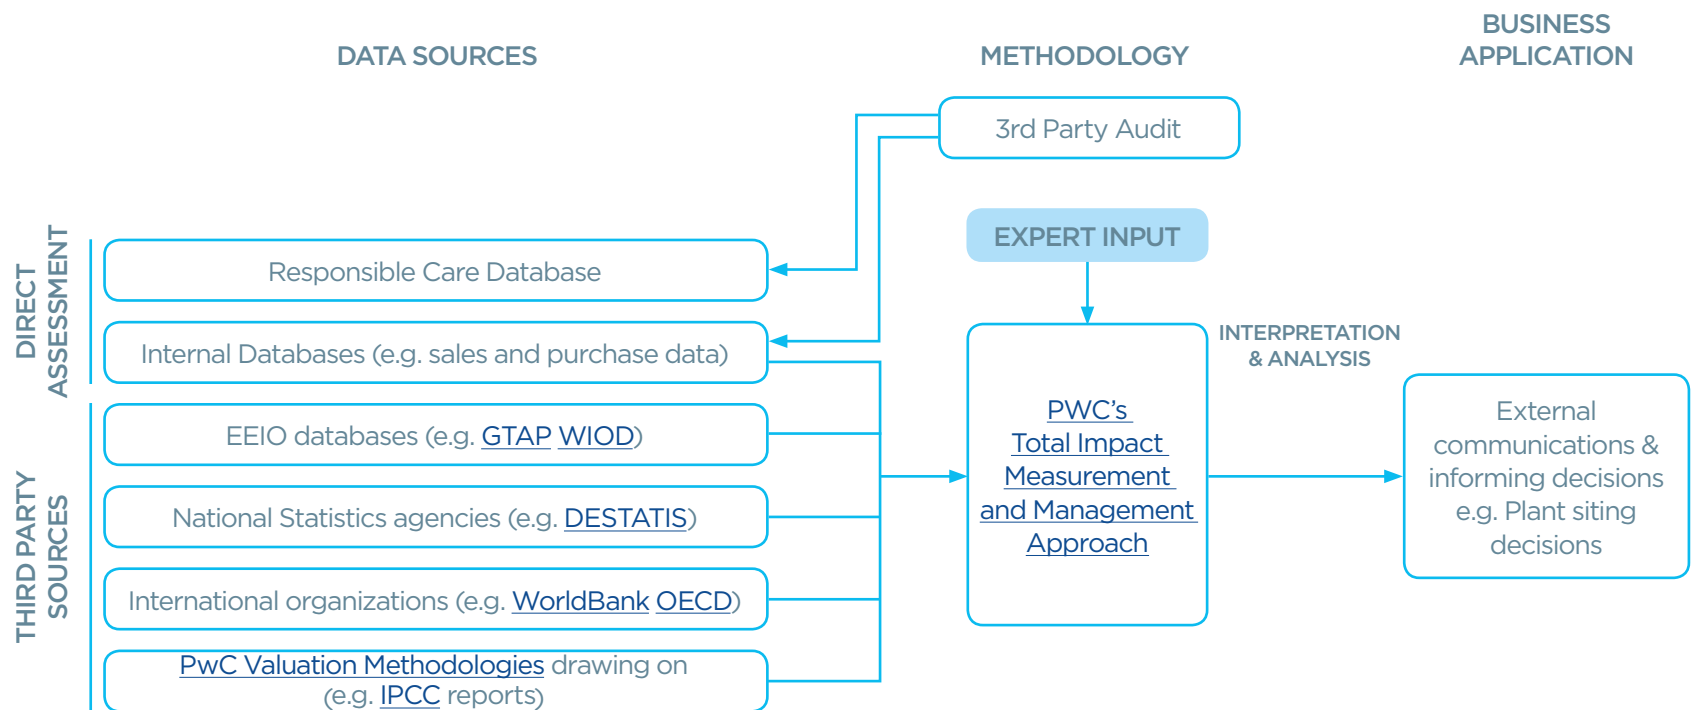 DATA SOURCES
METHODOLOGY
BUSINESS
APPLICATION
3rd Party Audit
EXPERT INPUT
DIRECT
ASSESSMENT
Responsible Care Database
Internal Databases (e.g. sales and purchase data)
THIRD PARTY
SOURCES
EEIO databases (e.g. GTAP WIOD)
National Statistics agencies (e.g. DESTATIS)
International organizations (e.g. WorldBank OECD)
PwC Valuation Methodologies drawing on
(e.g. IPCC reports)
PWC's
Total Impact
Measurement
and Management
Approach
INTERPRETATION
& ANALYSIS
External
communications &
informing decisions
e.g. Plant siting
decisions